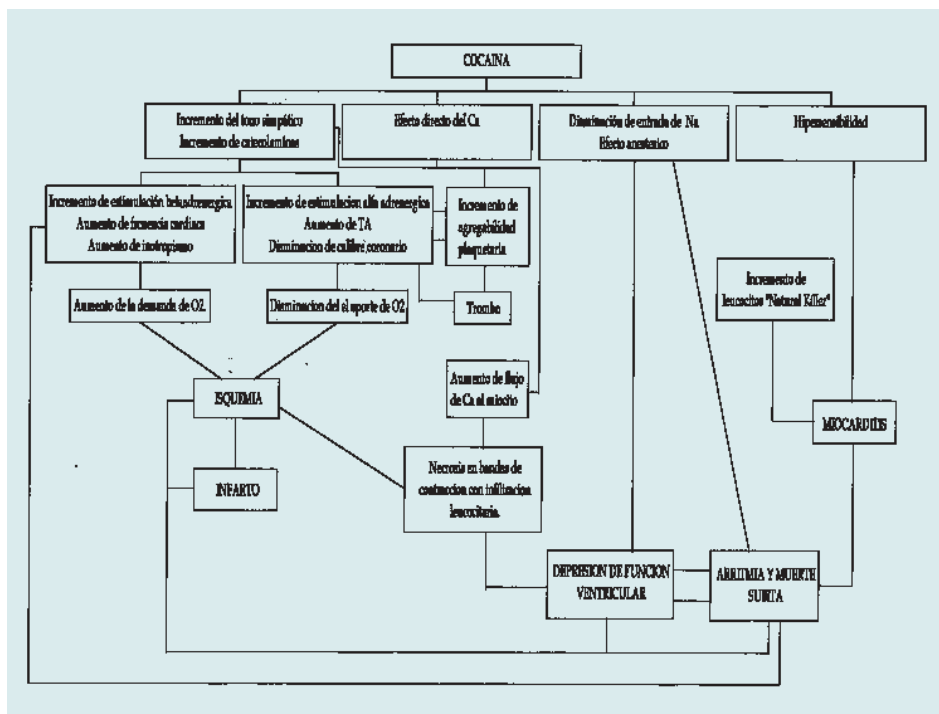 COCAINA
Incremento del tono simpático
Incremento de catecolaminas
Efecto directo del Ca
Disminución de entrada de Na
Efecto anestésico
Hipersensibilidad
Incremento de estimulación betaadrenergica
Aumento de frecuencia cardiaca
Aumento de inotropismo
Incremento de estimulacion alfa adrenergica
Aumento de TA
Disminucion de calibre coronario
Incremento de
agregabilidad
plaquetaria
Incremento de
leucocitos "Natural Killer"
Aumento de la demanda de O2.
Disminucion del el aporte de O2
Trombo
Aumento de flujo
de Ca al miocito
ISQUEMIA
MIOCARDITIS
INFARTO
Necrosis en bandas de
contraccion con infiltracion
leucocitaria.
DEPRESION DE FUNCION
VENTRICULAR
ARRITMIA Y MUERTE
SUBITA